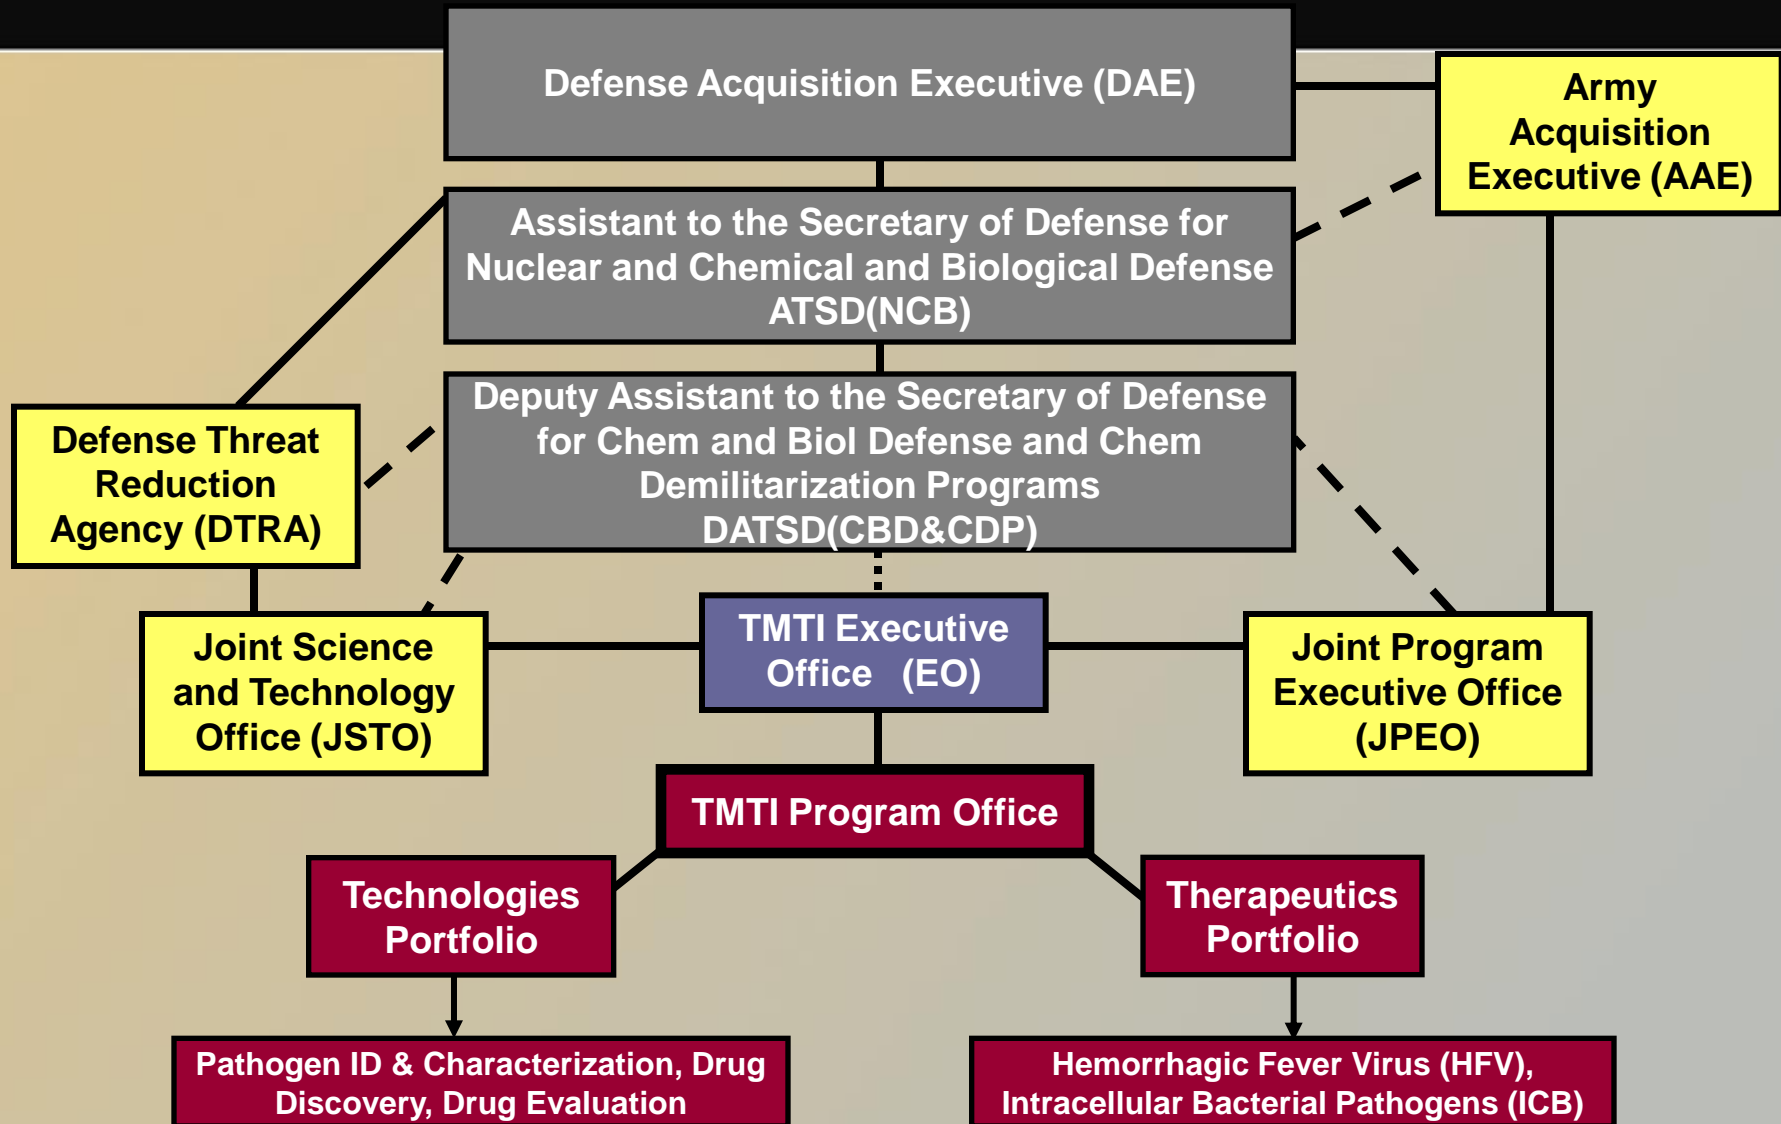 Defense Acquisition Executive (DAE)
Army
Acquisition
Executive (AAE)
Assistant to the Secretary of Defense for
Nuclear and Chemical and Biological Defense
ATSD(NCB)
Deputy Assistant to the Secretary of Defense
for Chem and Biol Defense and Chem
Demilitarization Programs
DATSD(CBD&CDP)
Defense Threat
Reduction
Agency (DTRA)
Joint Science
and Technology
Office (JSTO)
TMTI Executive
Office (EO)
Joint Program
Executive Office
(JPEO)
TMTI Program Office
Technologies
Portfolio
Therapeutics
Portfolio
Pathogen ID & Characterization, Drug
Discovery, Drug Evaluation
Hemorrhagic Fever Virus (HFV),
Intracellular Bacterial Pathogens (ICB)